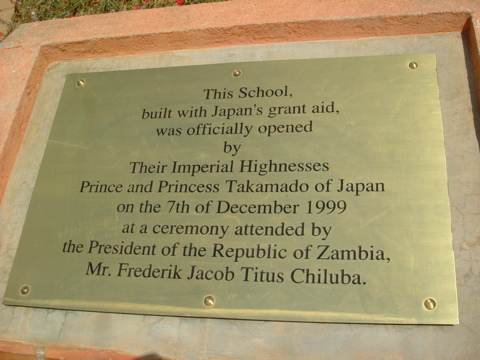 This School,
built with Japan's grant aid,
was officially opened
by
Their Imperial Highnesses
Prince and Princess Takamado of Japan
on the 7th of December 1999
at a ceremony attended by
the President of the Republic of Zambia,
Mr. Frederik Jacob Titus Chiluba.